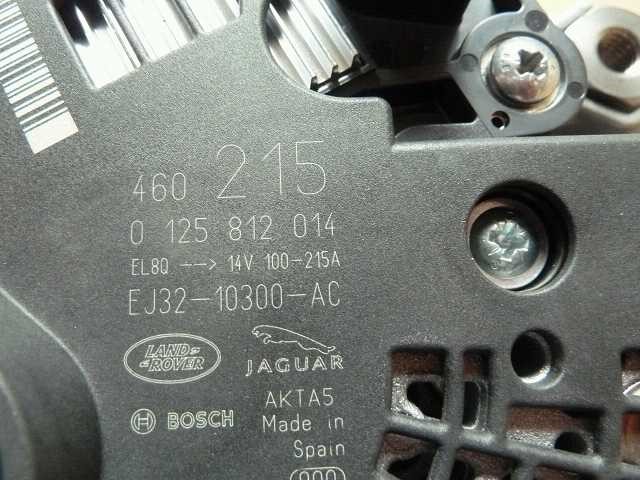 460 215
0 125 812 014
EL8Q --> 14V 100-215A
EJ32-10300-AC
LAND ROVER
JAGUAR
AKTA5
BOSCH
Made in
Spain
000